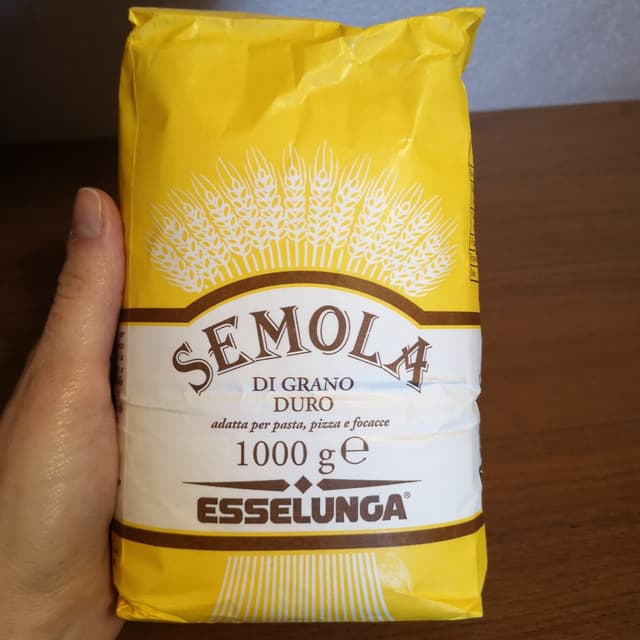 SEMOLA
DI GRANO
DURO
adatta per pasta, pizza e focacce
1000 g ℮
ESSELUNGA®